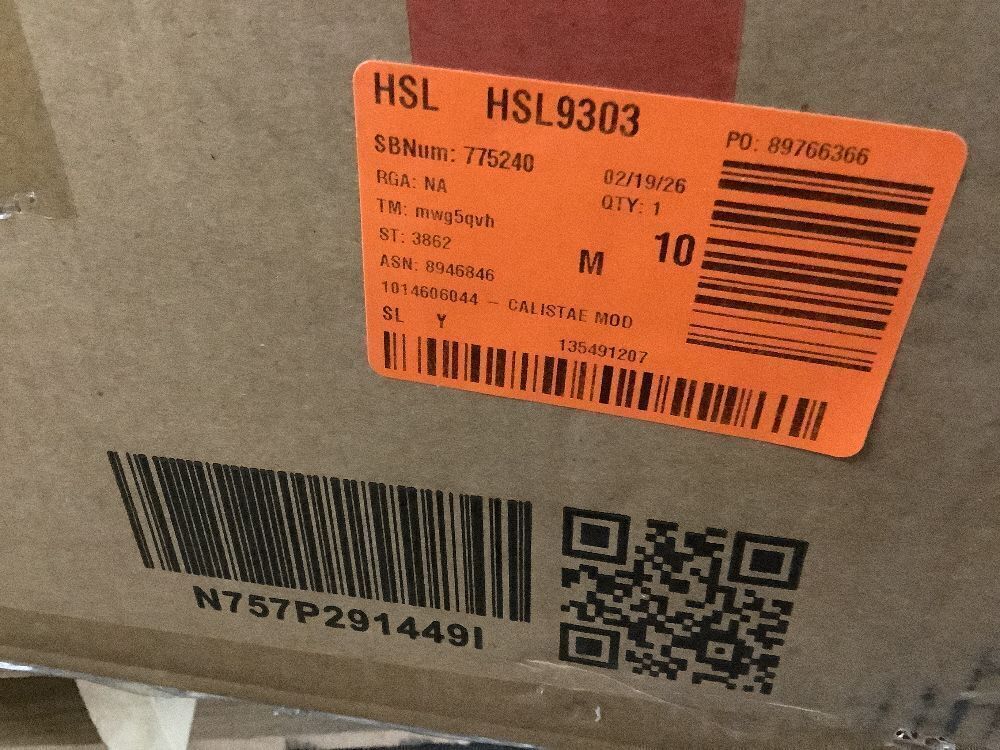 HSL HSL9303
PO: 89766366
SBNum: 775240
02/19/26
RGA: NA
QTY: 1
TM: mwg5qvh
ST: 3862
M 10
ASN: 8946846
1014606044 - CALISTAE MOD
SL Y
135491207
N757P291449I